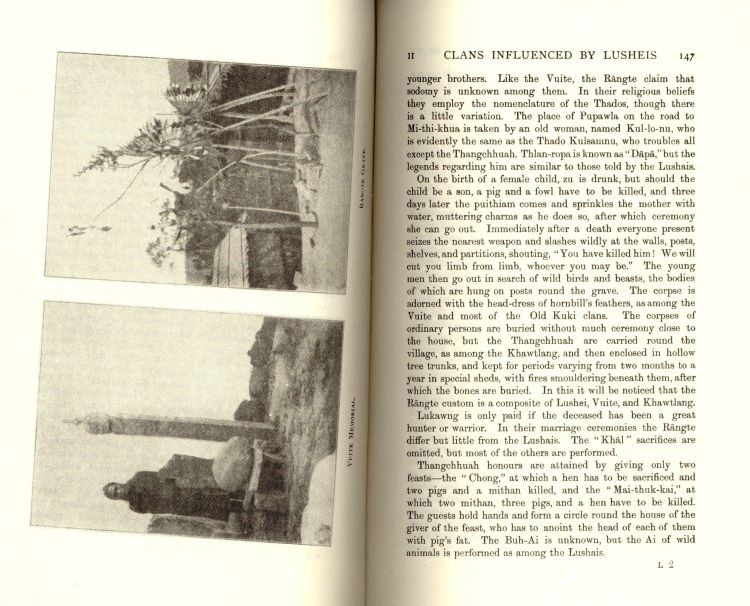 RANGTE GRAVE.
VUITE MEMORIAL.
II CLANS INFLUENCED BY LUSHEIS 147
younger brothers. Like the Vuite, the Rāngte claim that
sodomy is unknown among them. In their religious beliefs
they employ the nomenclature of the Thados, though there
is a little variation. The place of Pupawla on the road to
Mi-thi-khua is taken by an old woman, named Kul-lo-nu, who
is evidently the same as the Thado Kulsamnu, who troubles all
except the Thangchhuah. Thlan-ropa is known as "Dāpā," but the
legends regarding him are similar to those told by the Lushais.
On the birth of a female child, zu is drunk, but should the
child be a son, a pig and a fowl have to be killed, and three
days later the puithiam comes and sprinkles the mother with
water, muttering charms as he does so, after which ceremony
she can go out. Immediately after a death everyone present
seizes the nearest weapon and slashes wildly at the walls, posts,
shelves, and partitions, shouting, "You have killed him! We will
cut you limb from limb, whoever you may be." The young
men then go out in search of wild birds and beasts, the bodies
of which are hung on posts round the grave. The corpse is
adorned with the head-dress of hornbill's feathers, as among the
Vuite and most of the Old Kuki clans. The corpses of
ordinary persons are buried without much ceremony close to
the house, but the Thangchhuah are carried round the
village, as among the Khawtlang, and then enclosed in hollow
tree trunks, and kept for periods varying from two months to a
year in special sheds, with fires smouldering beneath them, after
which the bones are buried. In this it will be noticed that the
Rāngte custom is a composite of Lushei, Vuite, and Khawtlang.
Lukawng is only paid if the deceased has been a great
hunter or warrior. In their marriage ceremonies the Rāngte
differ but little from the Lushais. The "Khāl" sacrifices are
omitted, but most of the others are performed.
Thangchhuah honours are attained by giving only two
feasts—the "Chong," at which a hen has to be sacrificed and
two pigs and a mithan killed, and the "Mai-thuk-kai," at
which two mithan, three pigs, and a hen have to be killed.
The guests hold hands and form a circle round the house of the
giver of the feast, who has to anoint the head of each of them
with pig's fat. The Buh-Ai is unknown, but the Ai of wild
animals is performed as among the Lushais.
L 2